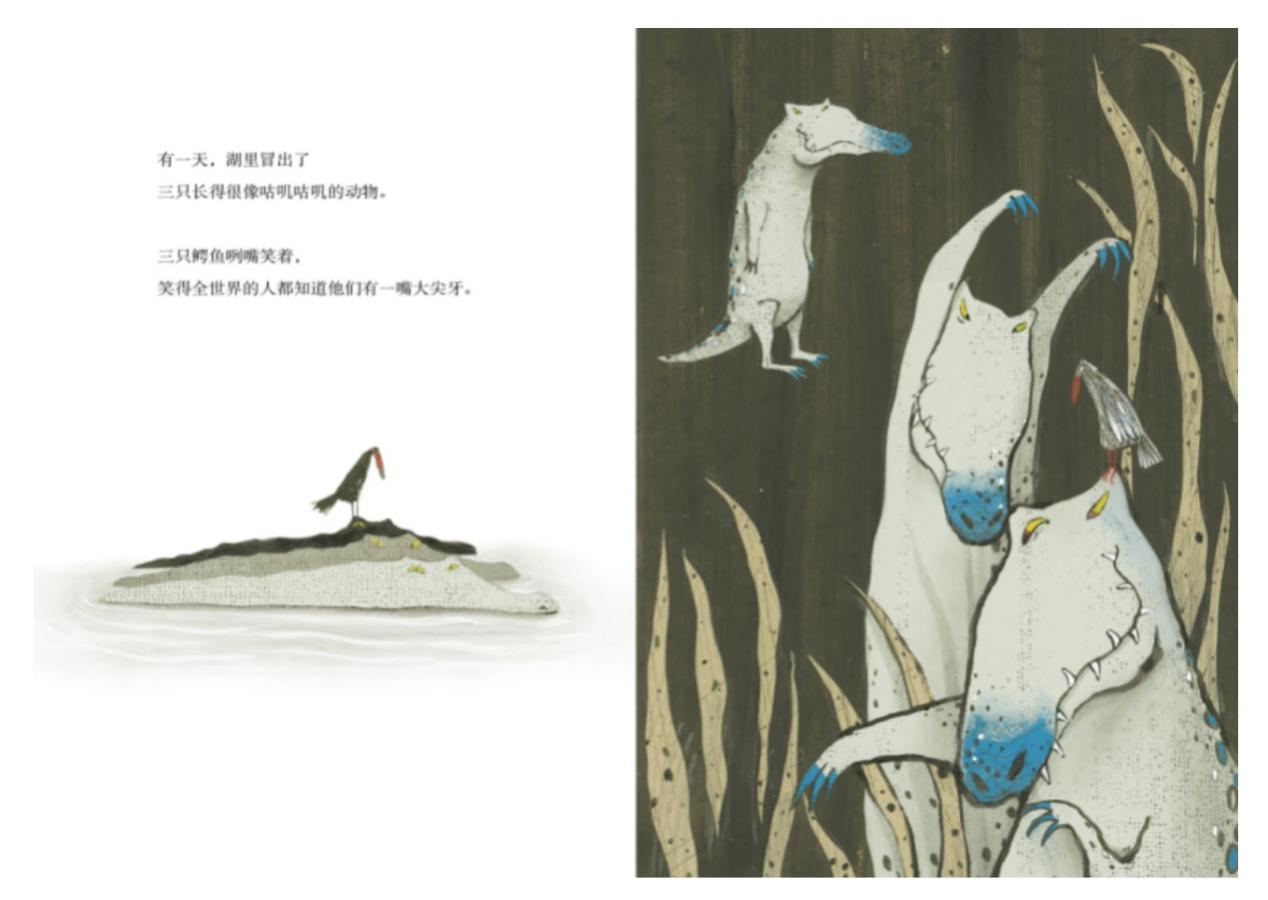 有一天，湖里冒出了
三只长得很像咕叽咕叽的动物。
三只鳄鱼咧嘴笑着，
笑得全世界的人都知道他们有一嘴大尖牙。